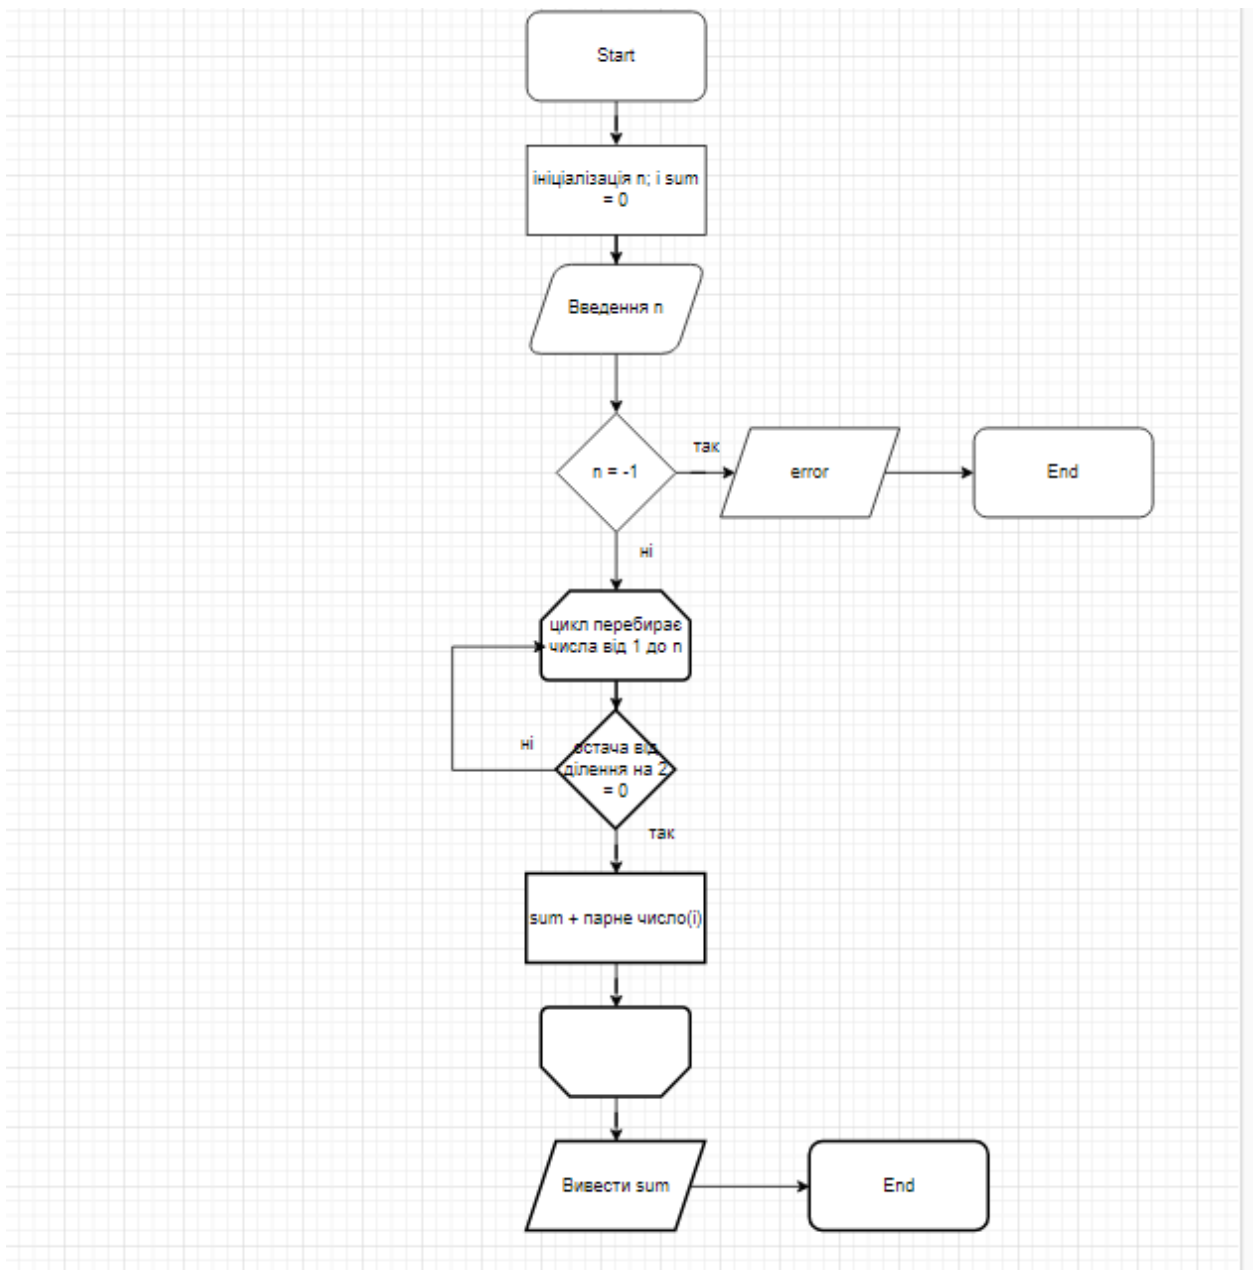 Start
ініціалізація n; і sum
= 0
Введення n
n = -1
так
error
End
ні
цикл перебирає
числа від 1 до n
ні
остача від
ділення на 2
= 0
так
sum + парне число(і)
Вивести sum
End